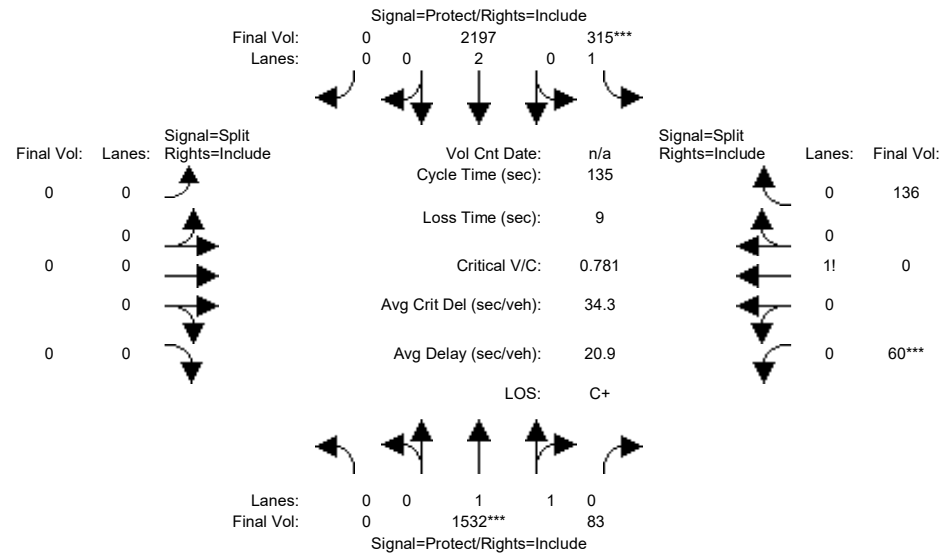 Signal=Protect/Rights=Include
Final Vol: 0 2197 315***
Lanes: 0 0 2 0 1
Signal=Split Signal=Split
Final Vol: Lanes: Rights=Include Vol Cnt Date: n/a Rights=Include Lanes: Final Vol:
Cycle Time (sec): 135
0 0 0 136
Loss Time (sec): 9
0 0
0 0 Critical V/C: 0.781 1! 0
0 Avg Crit Del (sec/veh): 34.3 0
0 0 Avg Delay (sec/veh): 20.9 0 60***
LOS: C+
Lanes: 0 0 1 1 0
Final Vol: 0 1532*** 83
Signal=Protect/Rights=Include